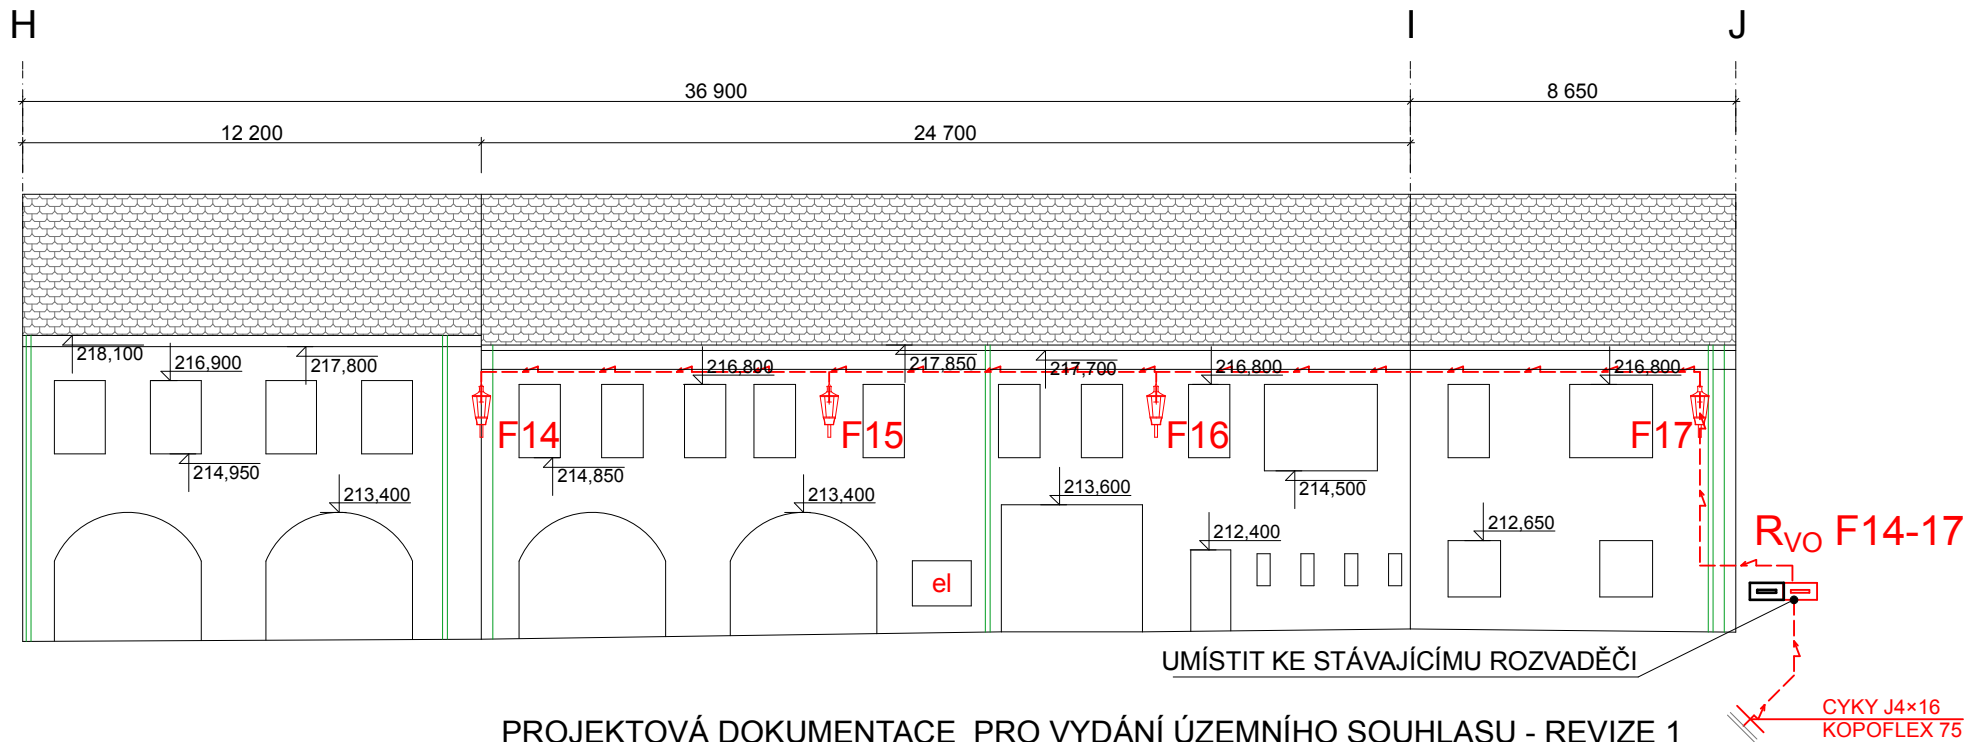 H I J
36 900 8 650
12 200 24 700
218,100 216,900 217,800 216,800 217,850 217,700 216,800 216,800
F14 F15 F16 F17
214,950 214,850 214,500
213,400 213,400 213,600
212,400 212,650
el
RVO F14-17
UMÍSTIT KE STÁVAJÍCÍMU ROZVADĚČI
CYKY J4×16
KOPOFLEX 75
PROJEKTOVÁ DOKUMENTACE PRO VYDÁNÍ ÚZEMNÍHO SOUHLASU - REVIZE 1